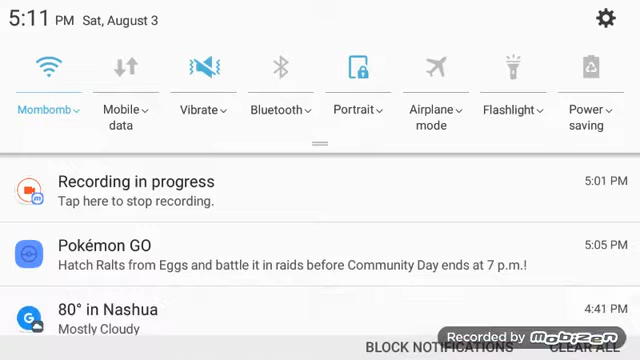 5:11 PM Sat, August 3
Mombomb
Mobile data
Vibrate
Bluetooth
Portrait
Airplane mode
Flashlight
Power saving
Recording in progress 5:01 PM
Tap here to stop recording.
Pokémon GO 5:05 PM
Hatch Ralts from Eggs and battle it in raids before Community Day ends at 7 p.m.!
80° in Nashua 4:41 PM
Mostly Cloudy
Recorded by MOBIZEN
BLOCK NOTIFICATIONS CLEAR ALL